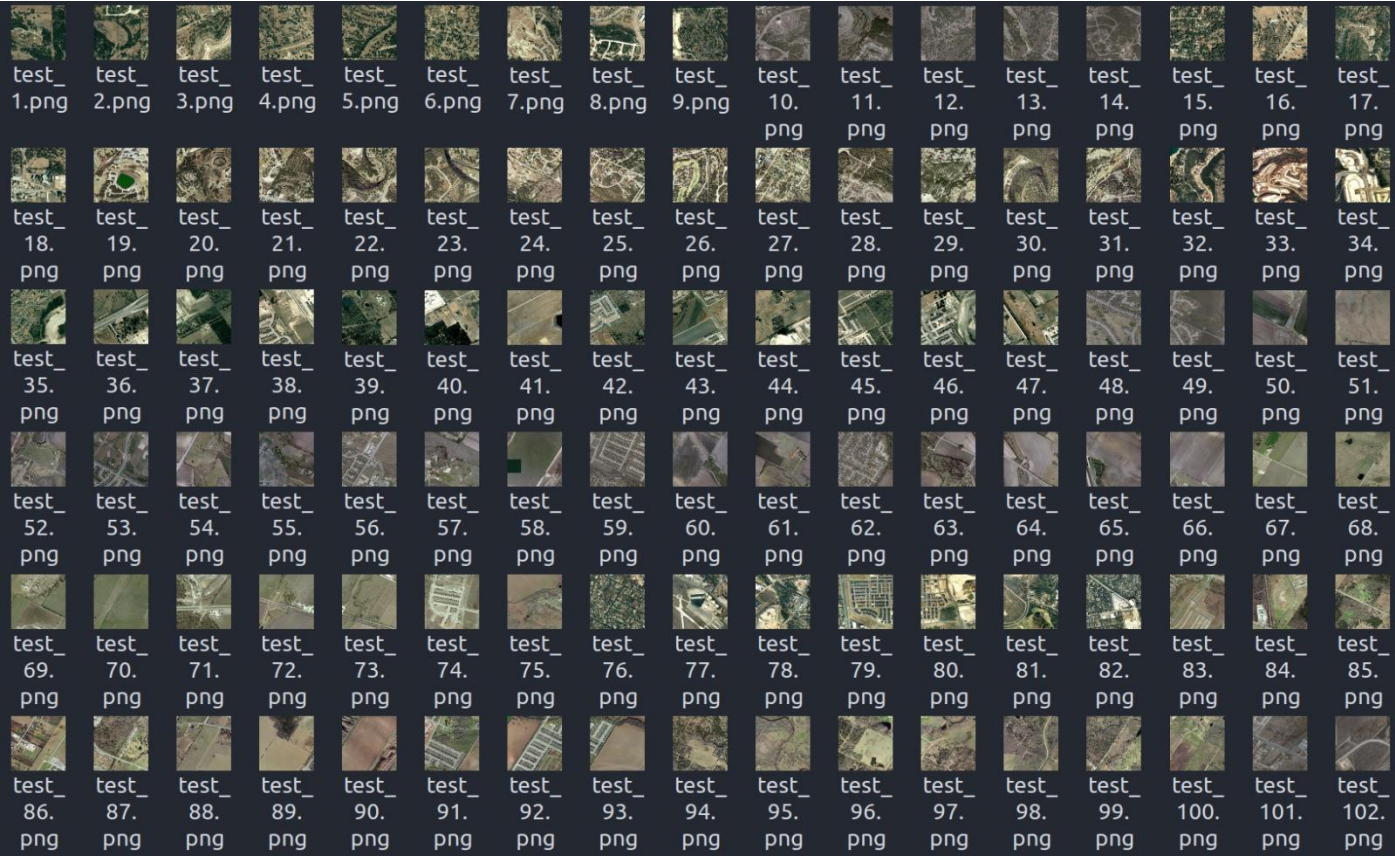 test_ test_ test_ test_ test_ test_ test_ test_ test_ test_ test_ test_ test_ test_ test_ test_ test_
1.png 2.png 3.png 4.png 5.png 6.png 7.png 8.png 9.png 10. 11. 12. 13. 14. 15. 16. 17.
png png png png png png png png
test_ test_ test_ test_ test_ test_ test_ test_ test_ test_ test_ test_ test_ test_ test_ test_ test_
18. 19. 20. 21. 22. 23. 24. 25. 26. 27. 28. 29. 30. 31. 32. 33. 34.
png png png png png png png png png png png png png png png png png
test_ test_ test_ test_ test_ test_ test_ test_ test_ test_ test_ test_ test_ test_ test_ test_ test_
35. 36. 37. 38. 39. 40. 41. 42. 43. 44. 45. 46. 47. 48. 49. 50. 51.
png png png png png png png png png png png png png png png png png
test_ test_ test_ test_ test_ test_ test_ test_ test_ test_ test_ test_ test_ test_ test_ test_ test_
52. 53. 54. 55. 56. 57. 58. 59. 60. 61. 62. 63. 64. 65. 66. 67. 68.
png png png png png png png png png png png png png png png png png
test_ test_ test_ test_ test_ test_ test_ test_ test_ test_ test_ test_ test_ test_ test_ test_ test_
69. 70. 71. 72. 73. 74. 75. 76. 77. 78. 79. 80. 81. 82. 83. 84. 85.
png png png png png png png png png png png png png png png png png
test_ test_ test_ test_ test_ test_ test_ test_ test_ test_ test_ test_ test_ test_ test_ test_ test_
86. 87. 88. 89. 90. 91. 92. 93. 94. 95. 96. 97. 98. 99. 100. 101. 102.
png png png png png png png png png png png png png png png png png